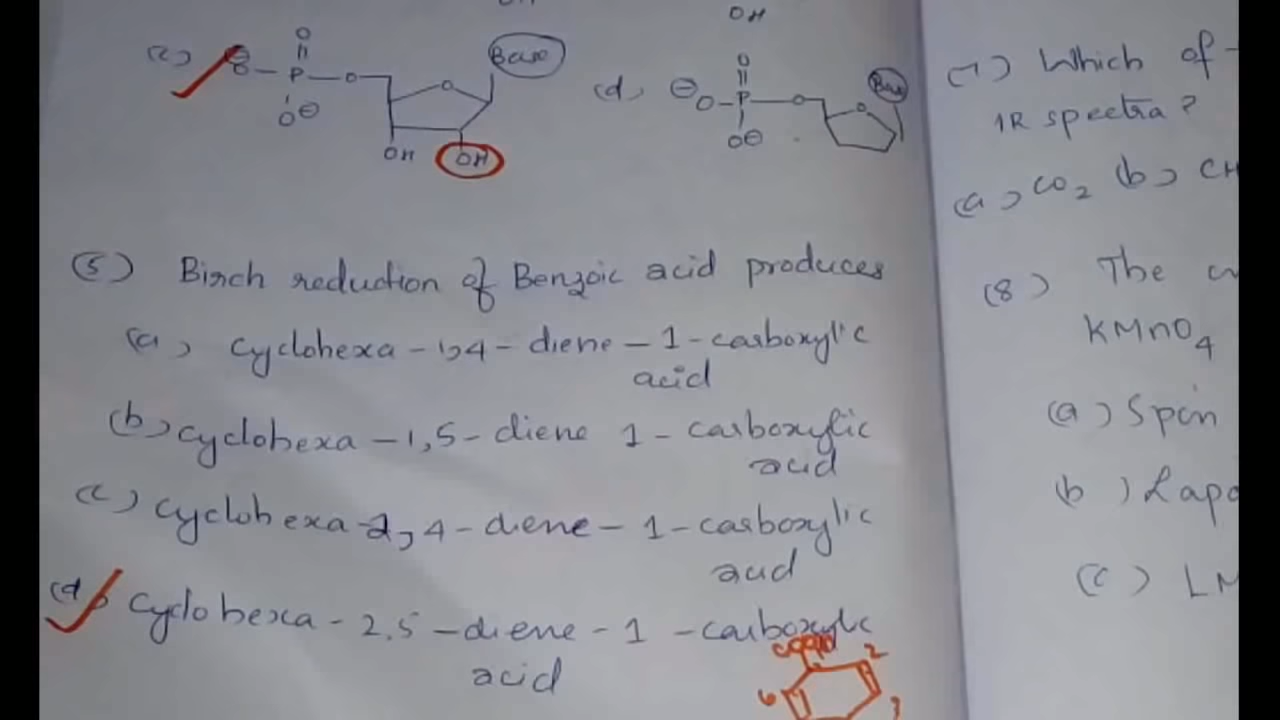 OH
OH
(c) ⊖O – P – O
O
O⊖
O
Base
OH OH
(d) ⊖O – P – O
O
O⊖
O
Bas
(5) Birch reduction of Benzoic acid produces
(a) Cyclohexa – 1,4 – diene – 1 – carboxylic
acid
(b) Cyclohexa – 1,5 – diene 1 – carboxylic
acid
(c) Cyclohexa – 2,4 – diene – 1 – carboxylic
acid
(d) Cyclohexa – 2,5 – diene – 1 – carboxylic
acid
2
6
3
(7) Which of
IR spectra?
(a) CO2 (b) CH
(8) The
KMnO4
(a) Spin
(b) Lapo
(c) LM